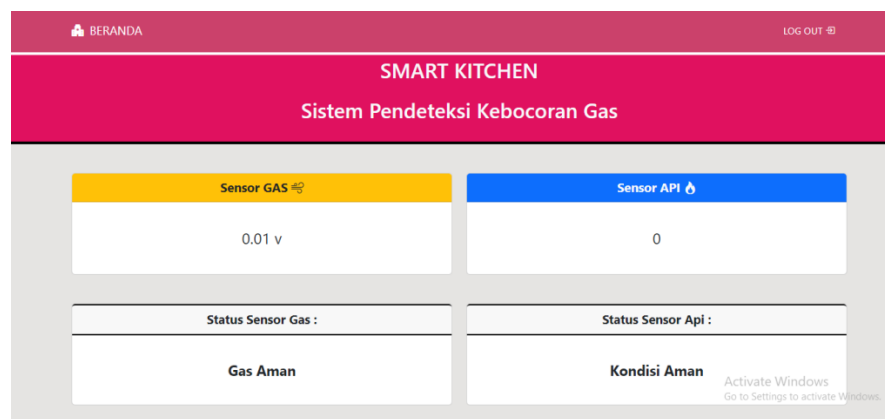 BERANDA
LOG OUT
SMART KITCHEN
Sistem Pendeteksi Kebocoran Gas
Sensor GAS
Sensor API
0.01 v
0
Status Sensor Gas :
Status Sensor Api :
Gas Aman
Kondisi Aman
Activate Windows
Go to Settings to activate Windows.